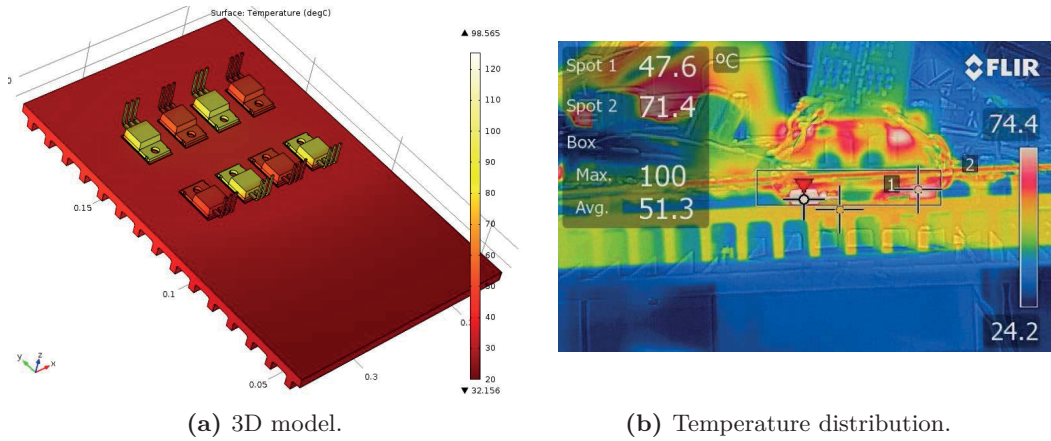 Surface: Temperature (degC)
▲ 98.565
120
110
100
90
80
70
60
50
40
30
20
▼ 32.156
0.15
0.1
0.05
0.3
y z x
(a) 3D model.
Spot 1 47.6 °C
Spot 2 71.4
Box
Max. 100
Avg. 51.3
FLIR
74.4
1
2
24.2
(b) Temperature distribution.